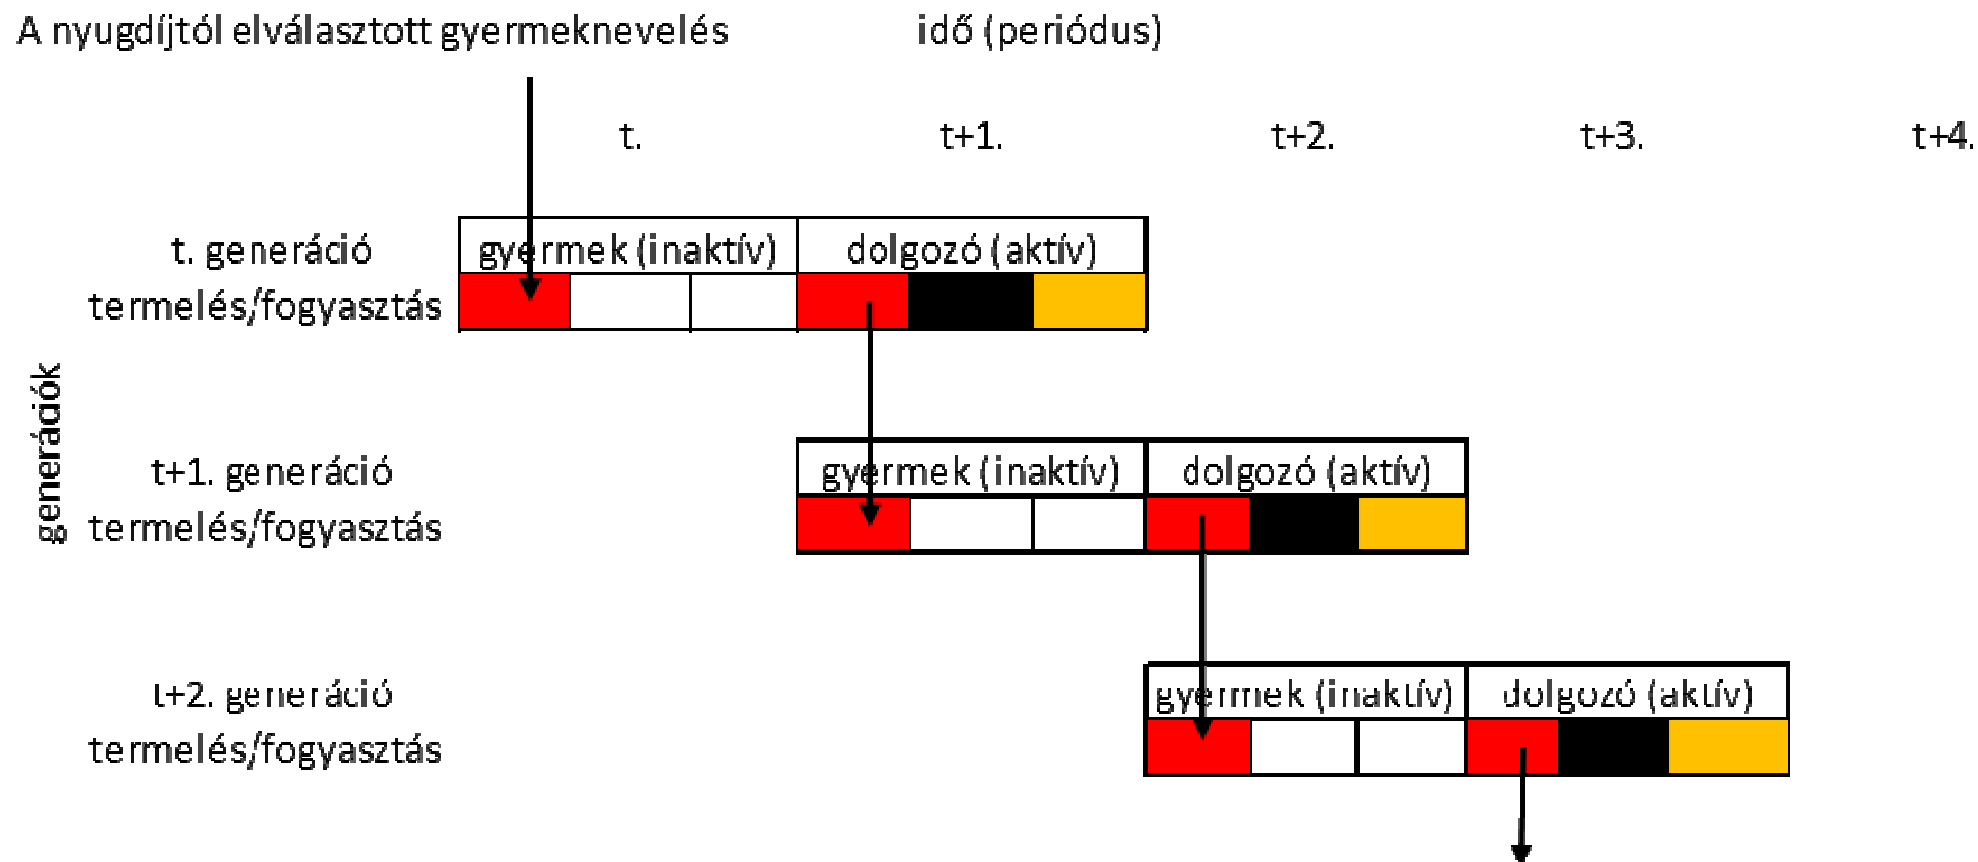 A nyugdíjtól elválasztott gyermeknevelés idő (periódus)
t. t+1. t+2. t+3. t+4.
t. generáció gyermek (inaktív) dolgozó (aktív)
termelés/fogyasztás
generációk
t+1. generáció gyermek (inaktív) dolgozó (aktív)
termelés/fogyasztás
t+2. generáció gyermek (inaktív) dolgozó (aktív)
termelés/fogyasztás